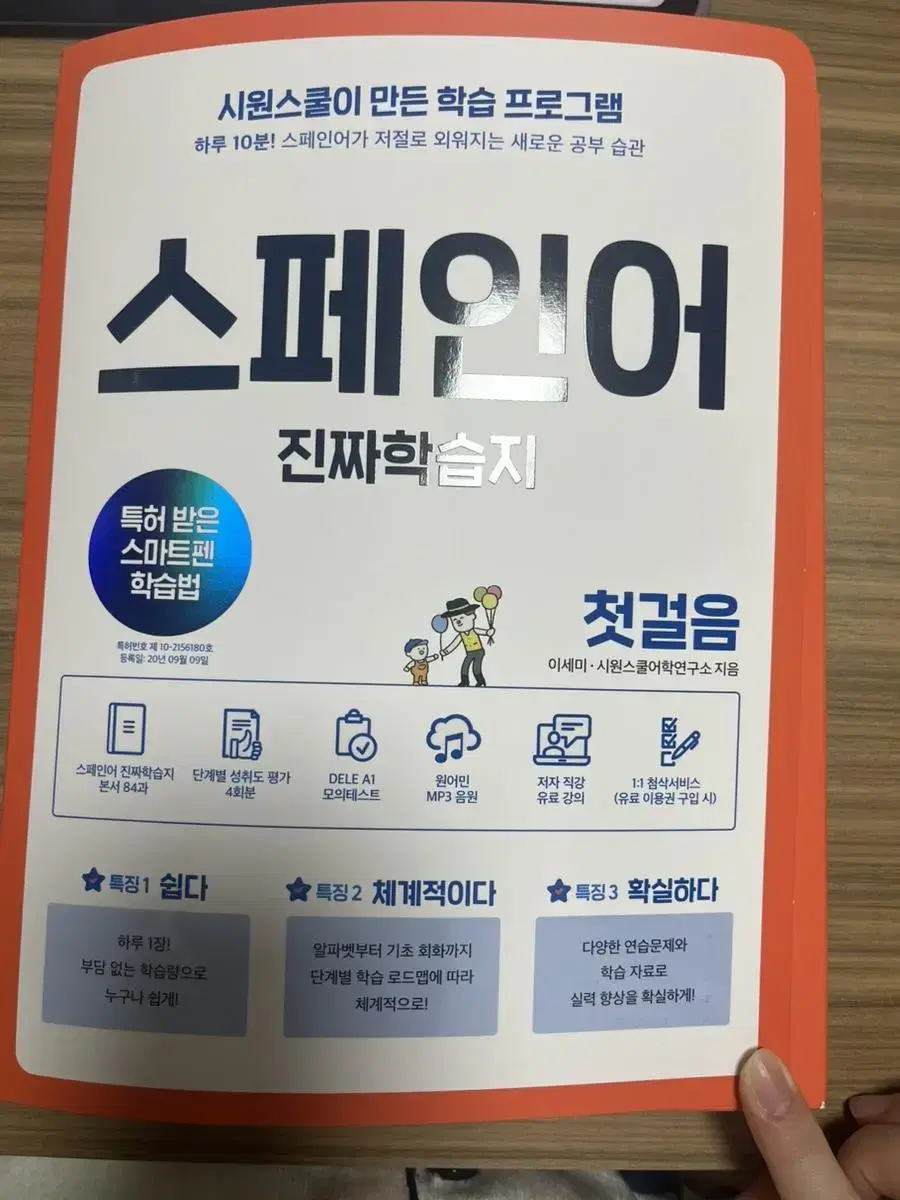 시원스쿨이 만든 학습 프로그램
하루 10분! 스페인어가 저절로 외워지는 새로운 공부 습관
스페인어
진짜학습지
특허 받은
스마트펜
학습법
특허번호 제 10-2156180호
등록일: 20년 09월 09일
첫걸음
이세미 · 시원스쿨어학연구소 지음
스페인어 진짜학습지
본서 84과
단계별 성취도 평가
4회분
DELE A1
모의테스트
원어민
MP3 음원
저자 직강
유료 강의
1:1 첨삭서비스
(유료 이용권 구입 시)
특징 1 쉽다
하루 1장!
부담 없는 학습량으로
누구나 쉽게!
특징 2 체계적이다
알파벳부터 기초 회화까지
단계별 학습 로드맵에 따라
체계적으로!
특징 3 확실하다
다양한 연습문제와
학습 자료로
실력 향상을 확실하게!